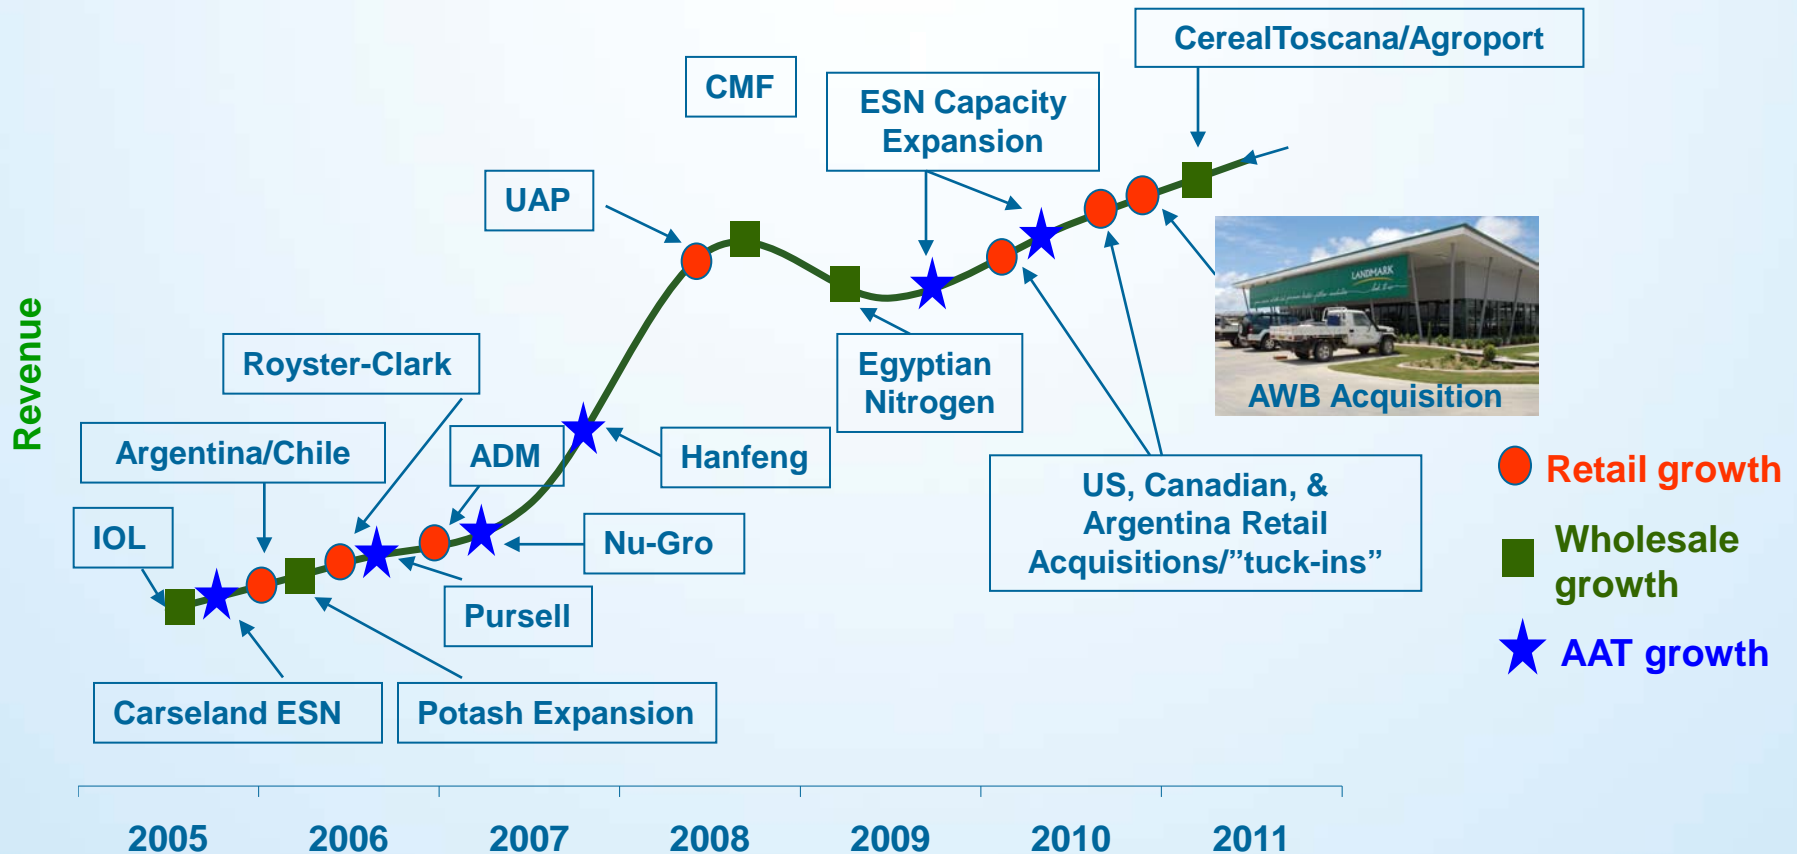 CerealToscana/Agroport
CMF
ESN Capacity
Expansion
UAP
Revenue
Royster-Clark
Egyptian
Nitrogen
LANDMARK
AWB Acquisition
Argentina/Chile
ADM
Hanfeng
US, Canadian, &
Argentina Retail
Acquisitions/”tuck-ins”
Retail growth
IOL
Nu-Gro
Wholesale
growth
Pursell
AAT growth
Carseland ESN
Potash Expansion
2005
2006
2007
2008
2009
2010
2011